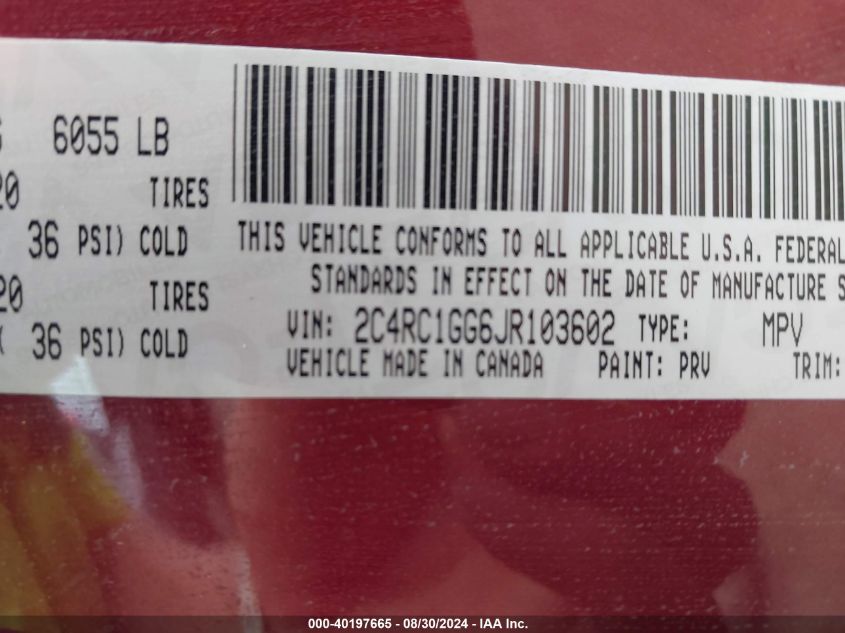 6055 LB
20 TIRES
36 PSI) COLD
20 TIRES
36 PSI) COLD
THIS VEHICLE CONFORMS TO ALL APPLICABLE U.S.A. FEDERAL
STANDARDS IN EFFECT ON THE DATE OF MANUFACTURE S
VIN: 2C4RC1GG6JR103602 TYPE: MPV
VEHICLE MADE IN CANADA PAINT: PRV TRIM:
000-40197665 - 08/30/2024 - IAA Inc.